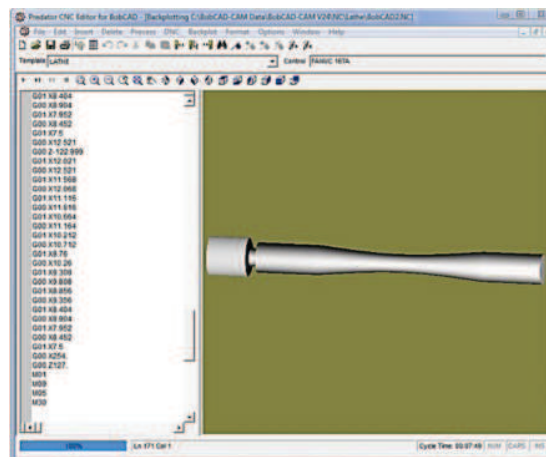 Predator CNC Editor for BobCAD - [Backplotting C:\BobCAD-CAM Data\BobCAD-CAM V24\NC\Lathe\BobCAD2.NC]
File Edit Insert Delete Process DNC Backplot Format Options Window Help
Template LATHE Control FANUC 16TA
G01 X8.404
G00 X8.904
G01 X7.952
G00 X8.452
G01 X7.5
G00 X12.521
G00 Z-122.899
G01 X12.021
G00 X12.521
G01 X11.568
G00 X12.068
G01 X11.116
G00 X11.616
G01 X10.664
G00 X11.164
G01 X10.212
G00 X10.712
G01 X9.76
G00 X10.26
G01 X9.308
G00 X9.808
G01 X8.856
G00 X9.356
G01 X8.404
G00 X8.904
G01 X7.952
G00 X8.452
G01 X7.5
G00 X254.
G00 Z127.
M01
M09
M05
M30
100% Ln 171 Col 1 Cycle Time: 00:07:49 NUM CAPS INS